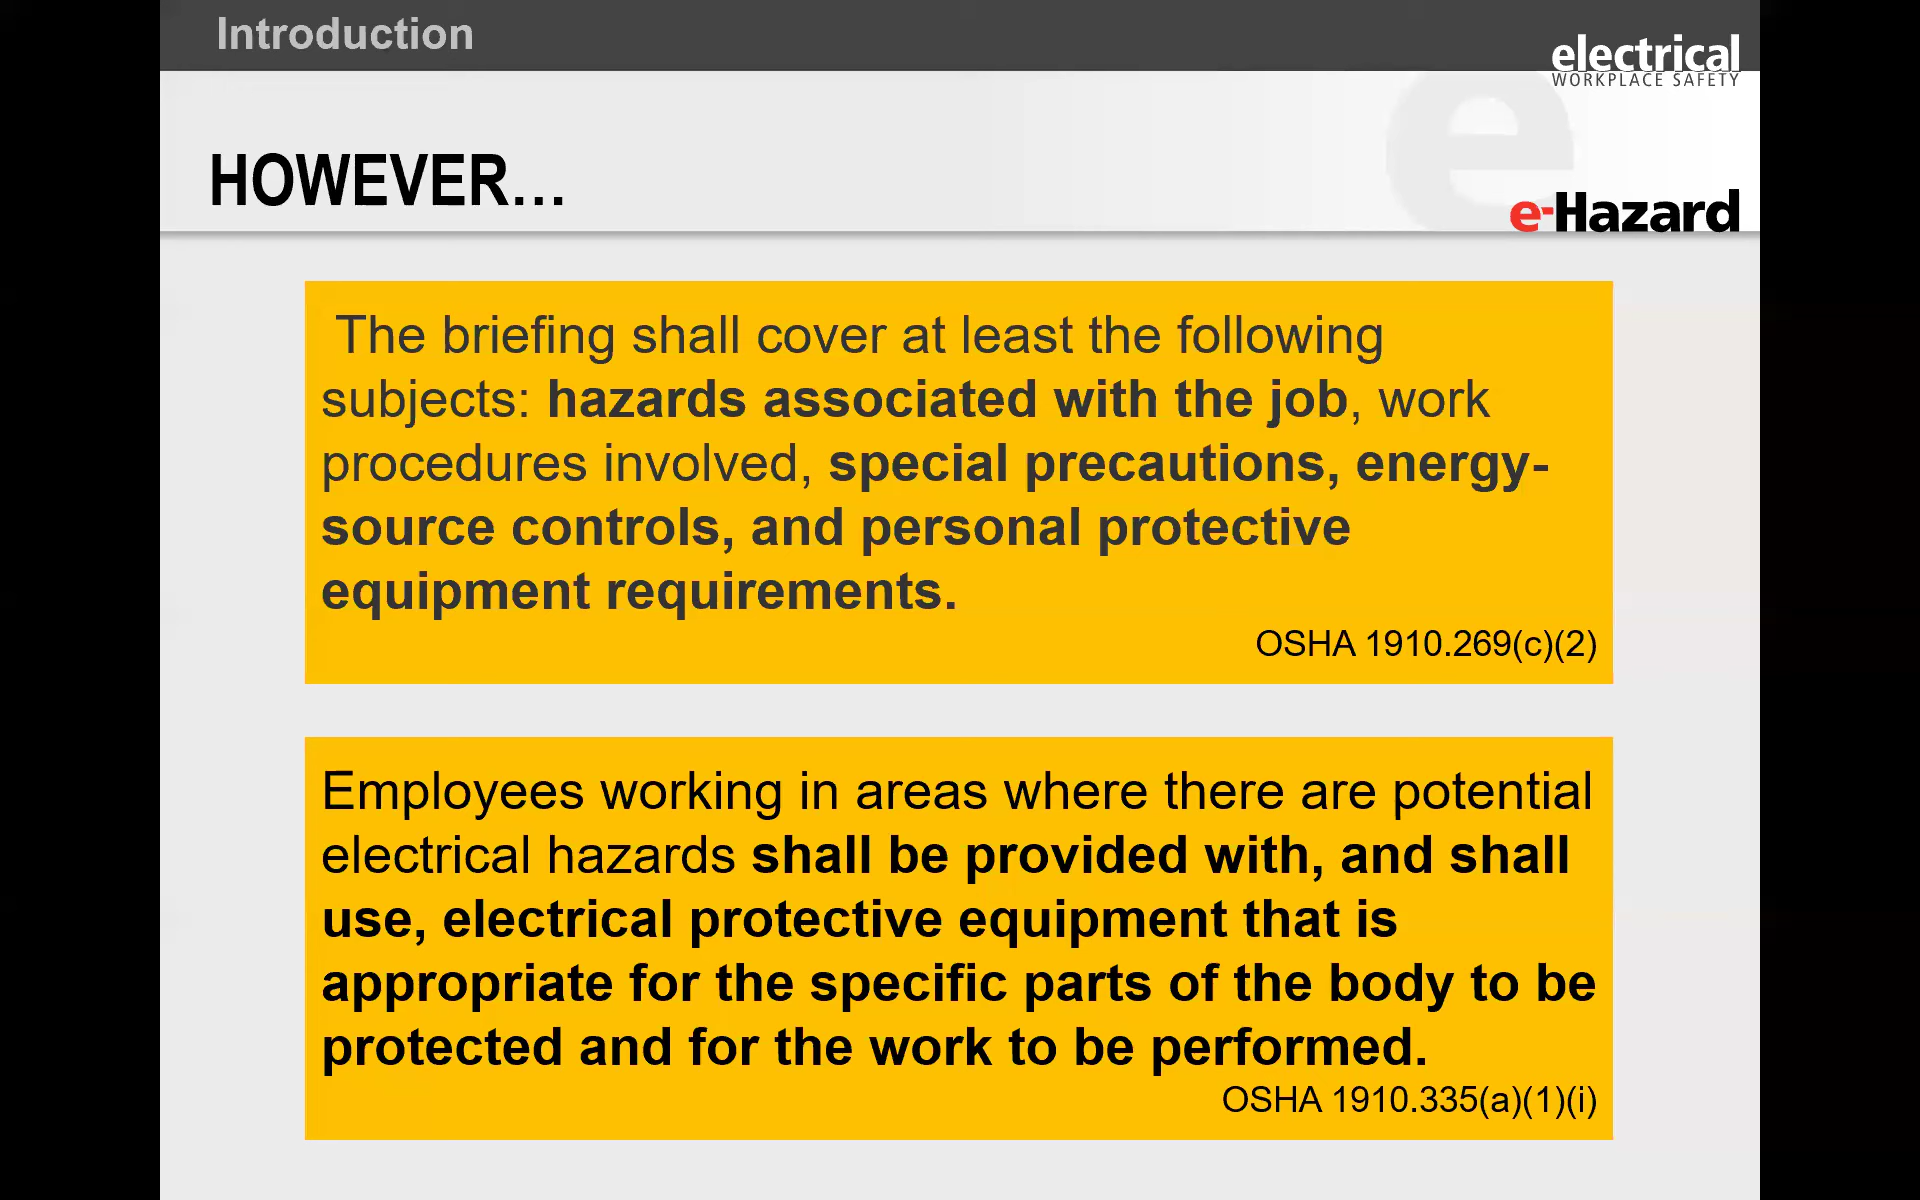 Introduction
electrical
WORKPLACE SAFETY
HOWEVER...
e-Hazard
The briefing shall cover at least the following
subjects: hazards associated with the job, work
procedures involved, special precautions, energy-
source controls, and personal protective
equipment requirements.
OSHA 1910.269(c)(2)
Employees working in areas where there are potential
electrical hazards shall be provided with, and shall
use, electrical protective equipment that is
appropriate for the specific parts of the body to be
protected and for the work to be performed.
OSHA 1910.335(a)(1)(i)